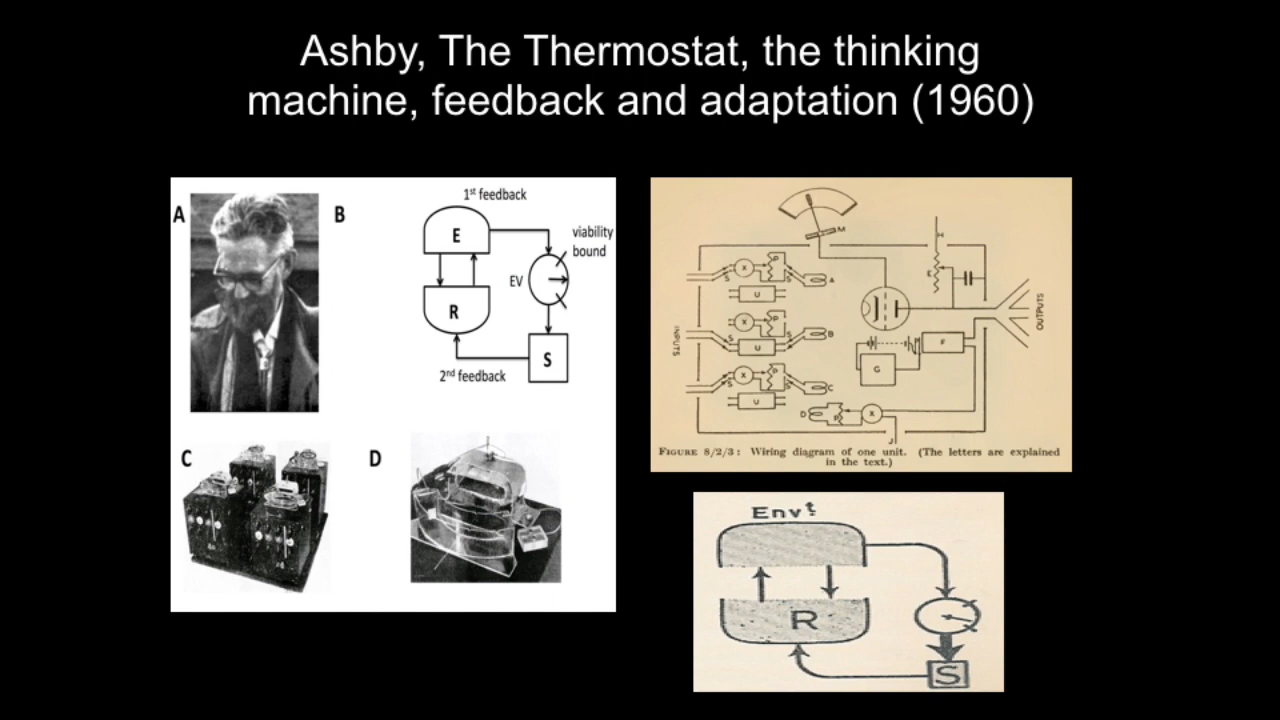 Ashby, The Thermostat, the thinking
machine, feedback and adaptation (1960)
A
B
1st feedback
E
viability
bound
EV
R
S
2nd feedback
C
D
M
H
X
P
S
S
A
E
U
X
P
S
B
INPUTS
U
OUTPUTS
F
G
X
P
S
S
C
U
D
P
X
J
FIGURE 8/2/3: Wiring diagram of one unit. (The letters are explained
in the text.)
Envt
R
S